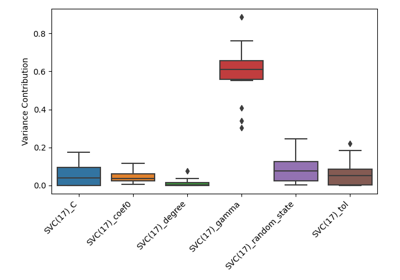 Variance Contribution
0.8
0.6
0.4
0.2
0.0
SVC(17)_C
SVC(17)_coef0
SVC(17)_degree
SVC(17)_gamma
SVC(17)_random_state
SVC(17)_tol